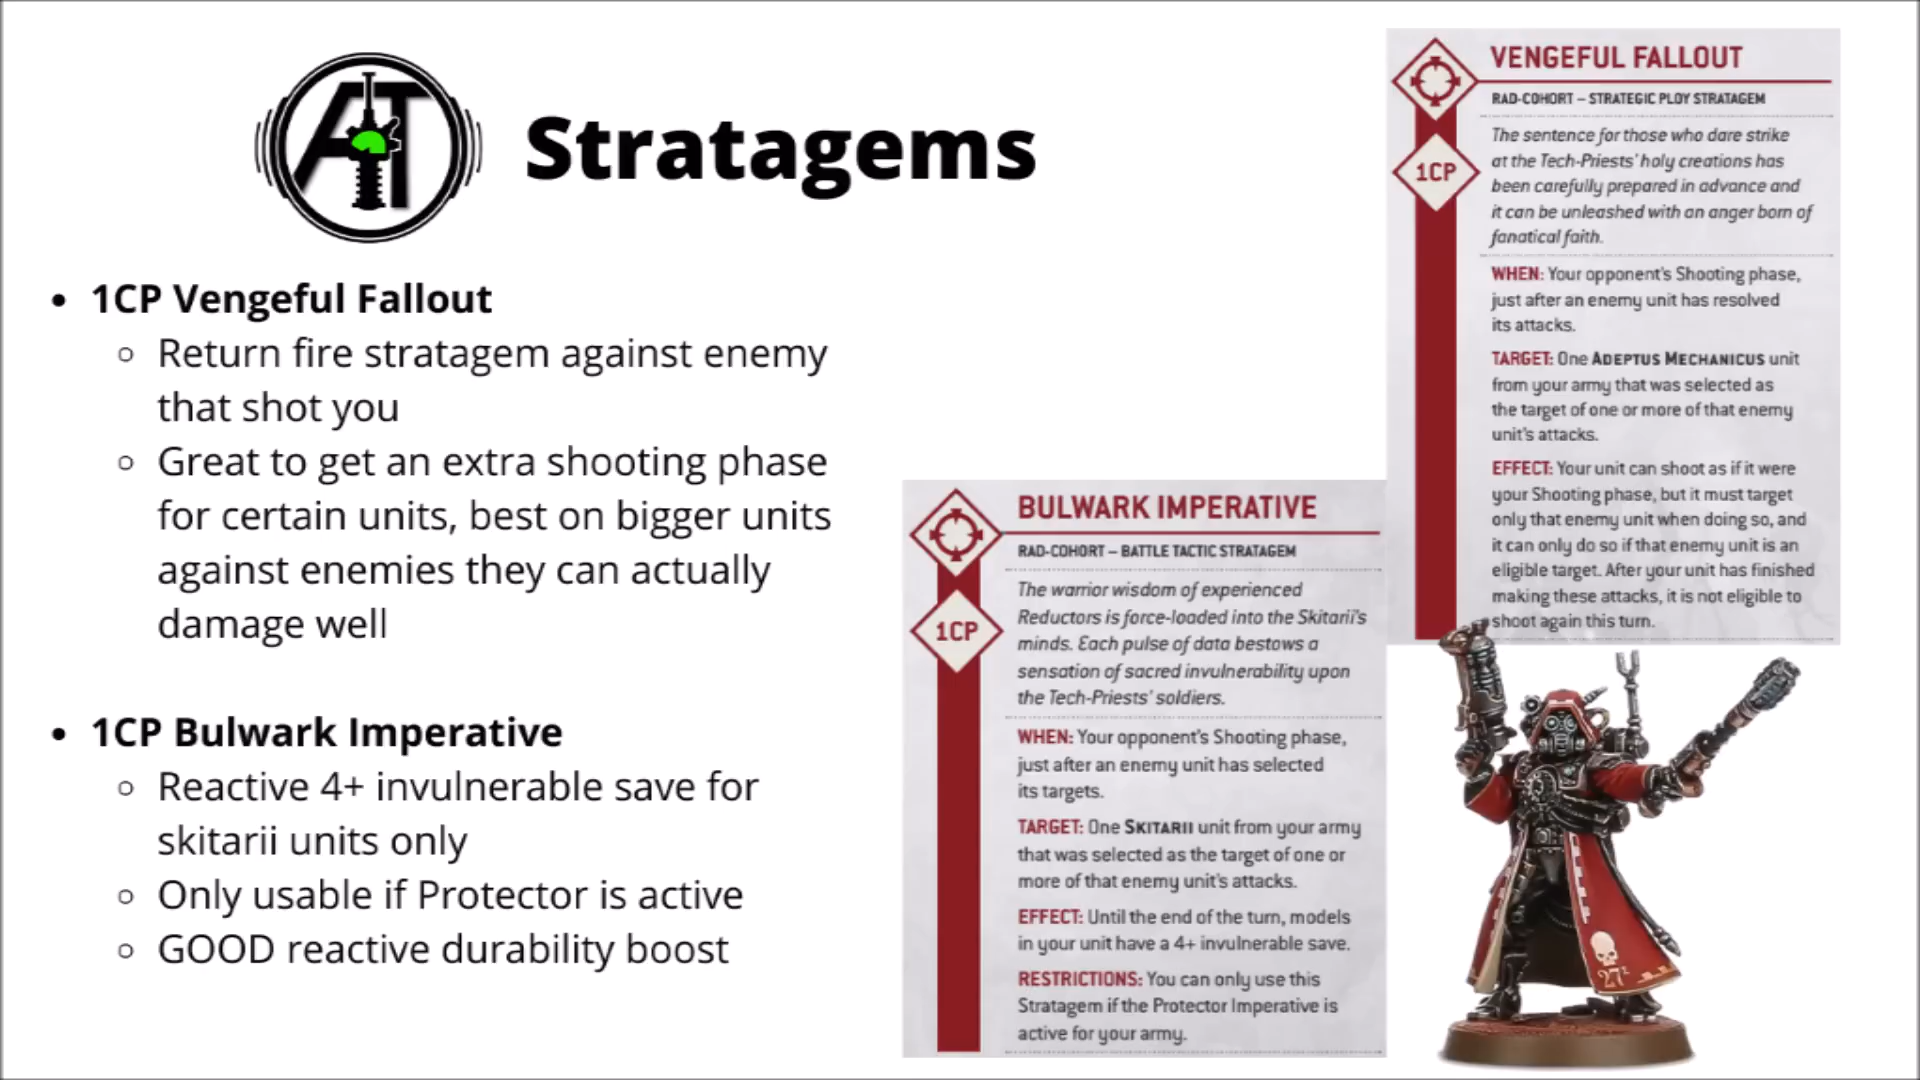 AT
Stratagems
• 1CP Vengeful Fallout
○ Return fire stratagem against enemy
that shot you
○ Great to get an extra shooting phase
for certain units, best on bigger units
against enemies they can actually
damage well
• 1CP Bulwark Imperative
○ Reactive 4+ invulnerable save for
skitarii units only
○ Only usable if Protector is active
○ GOOD reactive durability boost
BULWARK IMPERATIVE
RAD-COHORT – BATTLE TACTIC STRATAGEM
1CP
The warrior wisdom of experienced
Reductors is force-loaded into the Skitarii's
minds. Each pulse of data bestows a
sensation of sacred invulnerability upon
the Tech-Priests' soldiers.
WHEN: Your opponent's Shooting phase,
just after an enemy unit has selected
its targets.
TARGET: One SKITARII unit from your army
that was selected as the target of one or
more of that enemy unit's attacks.
EFFECT: Until the end of the turn, models
in your unit have a 4+ invulnerable save.
RESTRICTIONS: You can only use this
Stratagem if the Protector Imperative is
active for your army.
VENGEFUL FALLOUT
RAD-COHORT – STRATEGIC PLOY STRATAGEM
1CP
The sentence for those who dare strike
at the Tech-Priests' holy creations has
been carefully prepared in advance and
it can be unleashed with an anger born of
fanatical faith.
WHEN: Your opponent's Shooting phase,
just after an enemy unit has resolved
its attacks.
TARGET: One ADEPTUS MECHANICUS unit
from your army that was selected as
the target of one or more of that enemy
unit's attacks.
EFFECT: Your unit can shoot as if it were
your Shooting phase, but it must target
only that enemy unit when doing so, and
it can only do so if that enemy unit is an
eligible target. After your unit has finished
making these attacks, it is not eligible to
shoot again this turn.